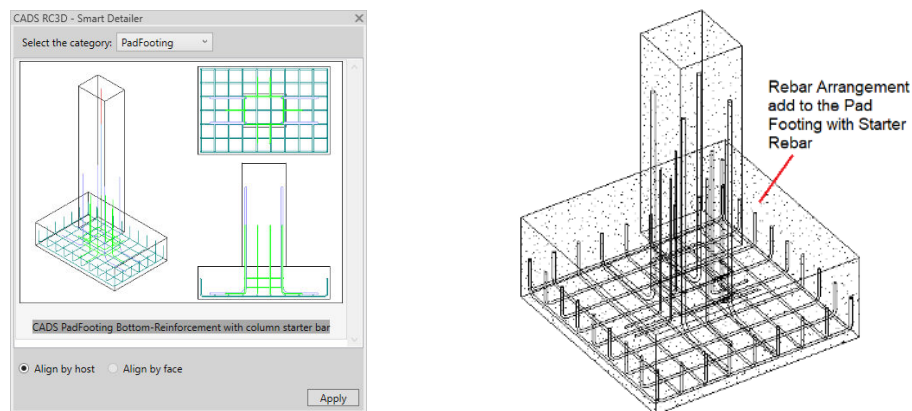 CADS RC3D - Smart Detailer
Select the category: PadFooting
CADS PadFooting Bottom-Reinforcement with column starter bar
Align by host Align by face
Apply
Rebar Arrangement
add to the Pad
Footing with Starter
Rebar